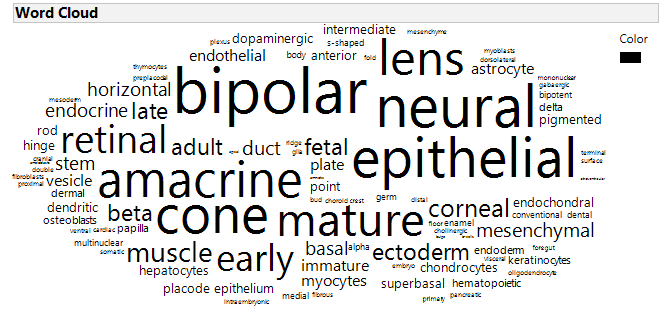 Word Cloud
Color
intermediate
mesenchyme
plexus
dopaminergic
s-shaped
endothelial
body
anterior
fold
lens
myoblasts
dorsolateral
astrocyte
thymocytes
preplacodal
horizontal
bipolar
neural
mononuclear
gabaergic
bipotent
mesoderm
endocrine
late
delta
pigmented
rod
hinge
retinal
adult
duct
ridge
glia
fetal
epithelial
terminal
surface
cranial
double
stem
fibroblasts
proximal
vesicle
amacrine
plate
point
dermal
bud
choroid
crest
germ
distal
dendritic
beta
cone
mature
corneal
endochondral
conventional
dental
osteoblasts
ventral
cardiac
papilla
floor
enamel
cholinergic
mesenchymal
multinuclear
somatic
muscle
early
basal
alpha
ectoderm
endoderm
foregut
visceral
keratinocytes
hepatocytes
immature
embryo
chondrocytes
oligodendrocyte
myocytes
superbasal
hematopoietic
placode
epithelium
medial
fibrous
intraembryonic
primary
pancreatic